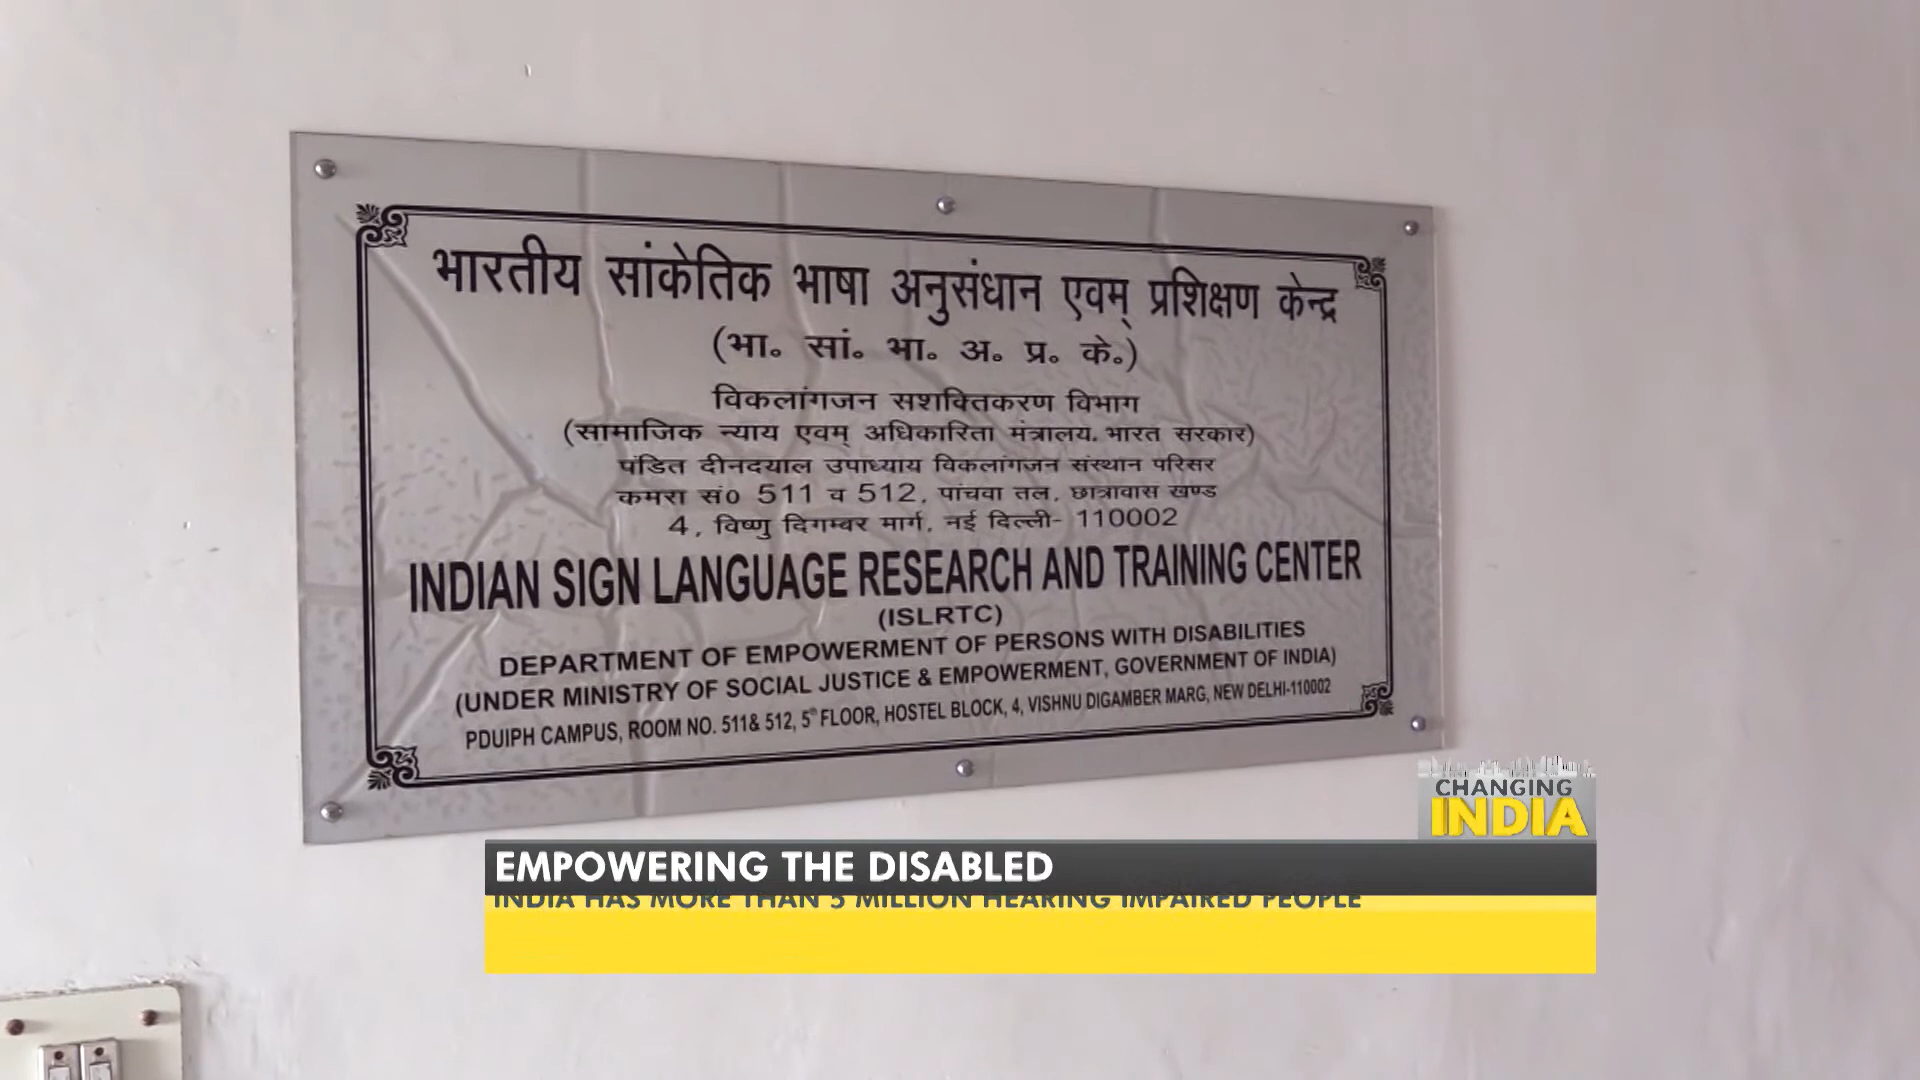 भारतीय सांकेतिक भाषा अनुसंधान एवम् प्रशिक्षण केन्द्र
(भा. सां. भा. अ. प्र. के.)
विकलांगजन सशक्तिकरण विभाग
(सामाजिक न्याय एवम् अधिकारिता मंत्रालय, भारत सरकार)
पंडित दीनदयाल उपाध्याय विकलांगजन संस्थान परिसर
कमरा सं0 511 व 512, पांचवा तल, छात्रावास खण्ड
4, विष्णु दिगम्बर मार्ग, नई दिल्ली- 110002
INDIAN SIGN LANGUAGE RESEARCH AND TRAINING CENTER
(ISLRTC)
DEPARTMENT OF EMPOWERMENT OF PERSONS WITH DISABILITIES
(UNDER MINISTRY OF SOCIAL JUSTICE & EMPOWERMENT, GOVERNMENT OF INDIA)
PDUIPH CAMPUS, ROOM NO. 511& 512, 5th FLOOR, HOSTEL BLOCK, 4, VISHNU DIGAMBER MARG, NEW DELHI-110002
CHANGING
INDIA
EMPOWERING THE DISABLED
INDIA HAS MORE THAN 5 MILLION HEARING IMPAIRED PEOPLE